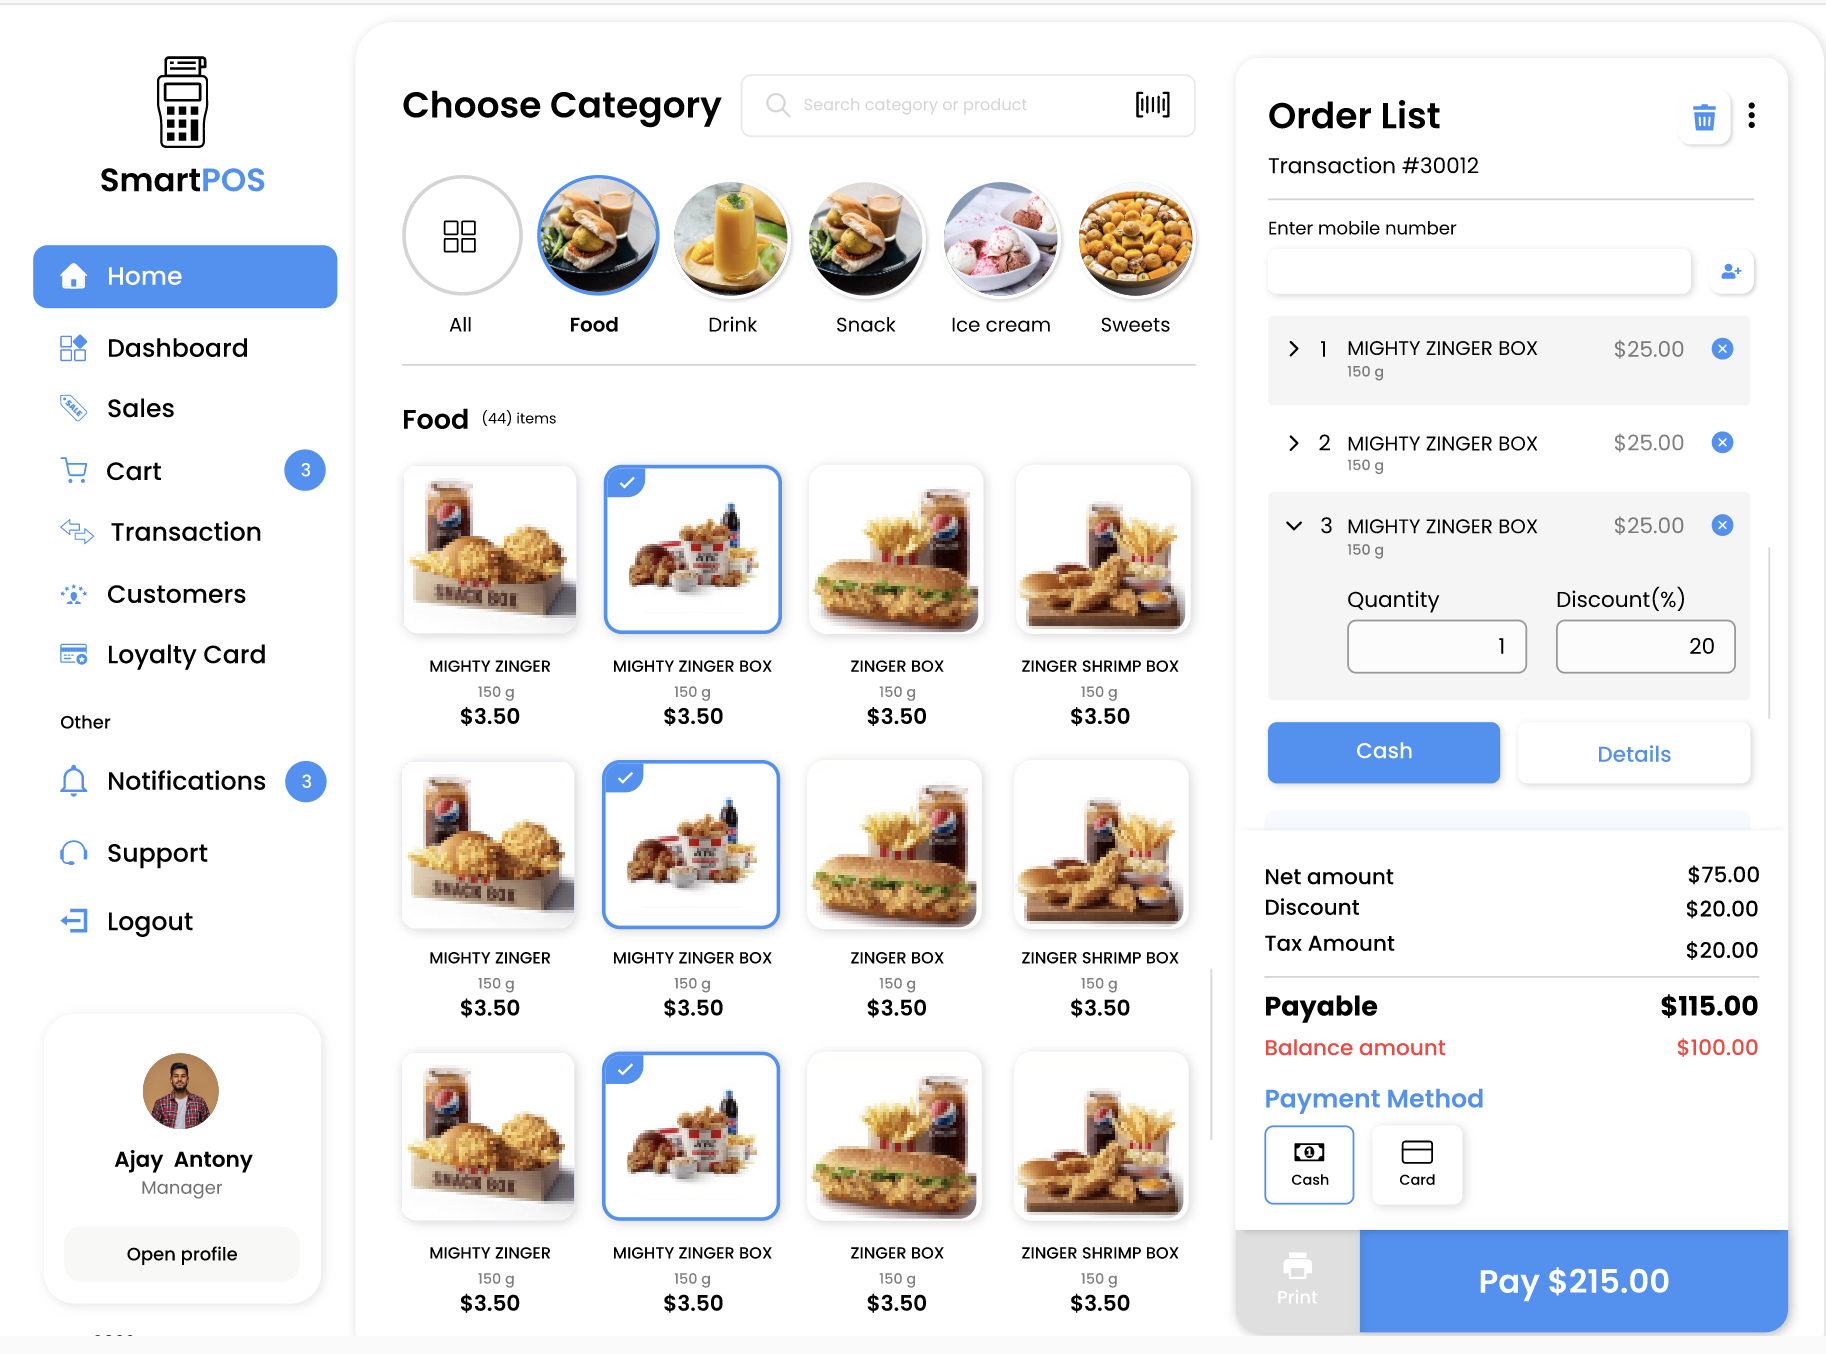 SmartPOS
Home
Dashboard
Sales
Cart 3
Transaction
Customers
Loyalty Card
Other
Notifications 3
Support
Logout
Ajay Antony
Manager
Open profile
Choose Category
Search category or product
All Food Drink Snack Ice cream Sweets
Food (44) items
SNACK BOX
MIGHTY ZINGER MIGHTY ZINGER BOX ZINGER BOX ZINGER SHRIMP BOX
150 g 150 g 150 g 150 g
$3.50 $3.50 $3.50 $3.50
SNACK BOX
MIGHTY ZINGER MIGHTY ZINGER BOX ZINGER BOX ZINGER SHRIMP BOX
150 g 150 g 150 g 150 g
$3.50 $3.50 $3.50 $3.50
SNACK BOX
MIGHTY ZINGER MIGHTY ZINGER BOX ZINGER BOX ZINGER SHRIMP BOX
150 g 150 g 150 g 150 g
$3.50 $3.50 $3.50 $3.50
Order List
Transaction #30012
Enter mobile number
1 MIGHTY ZINGER BOX $25.00
150 g
2 MIGHTY ZINGER BOX $25.00
150 g
3 MIGHTY ZINGER BOX $25.00
150 g
Quantity Discount(%)
1 20
Cash Details
Net amount $75.00
Discount $20.00
Tax Amount $20.00
Payable $115.00
Balance amount $100.00
Payment Method
Cash Card
Print Pay $215.00